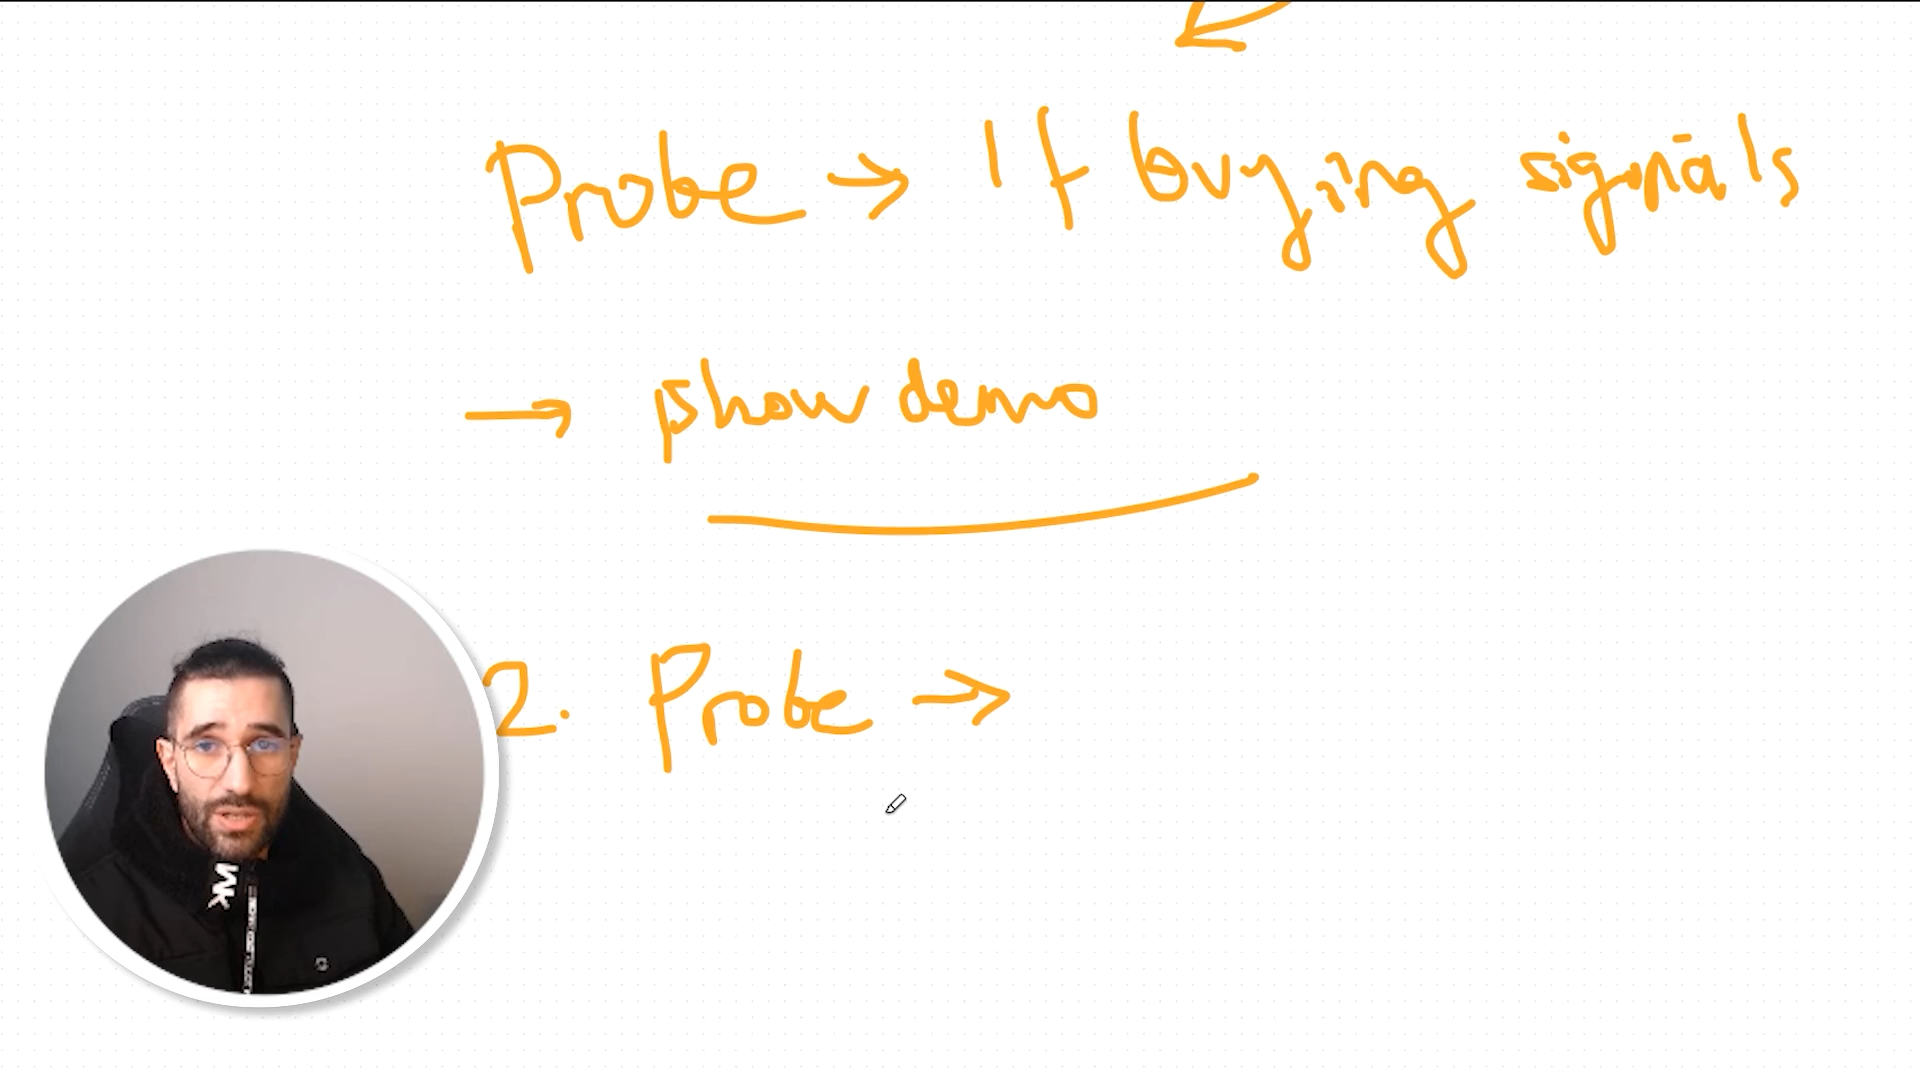 Probe → If buying signals
→ show demo
2. Probe →